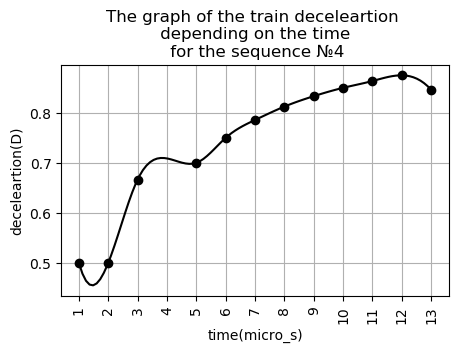 The graph of the train deceleartion
depending on the time
for the sequence №4
deceleartion(D)
0.8
0.7
0.6
0.5
1 2 3 4 5 6 7 8 9 10 11 12 13
time(micro_s)